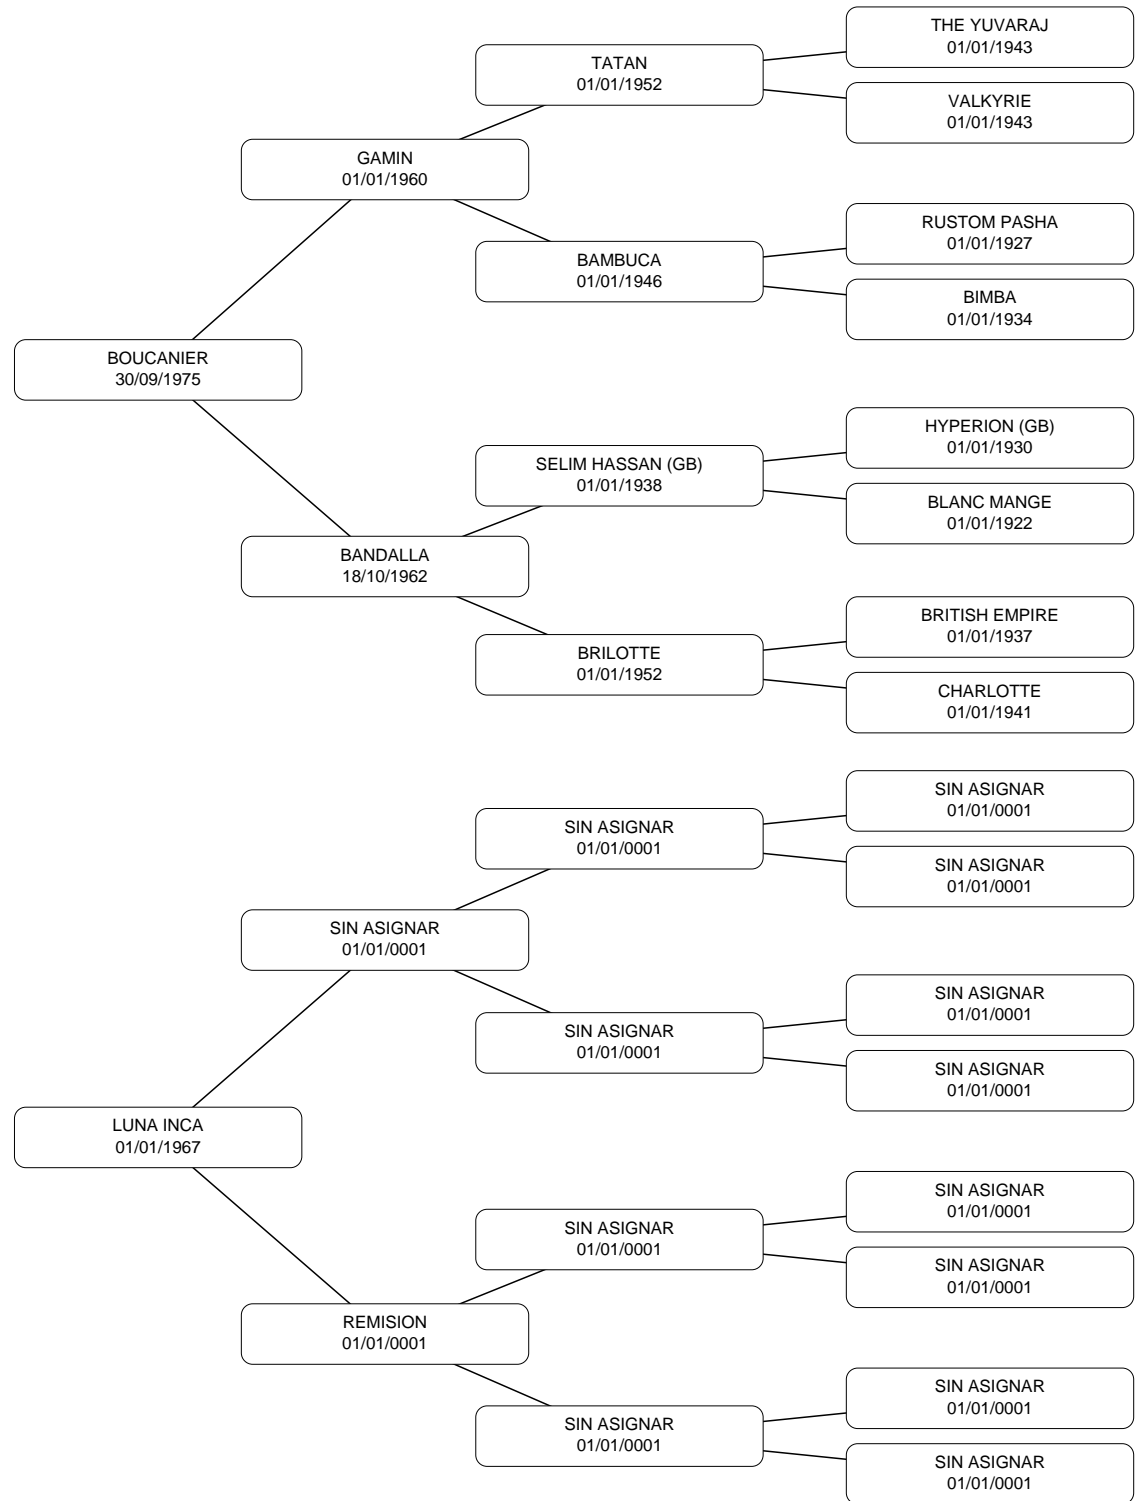 THE YUVARAJ
01/01/1943
TATAN
01/01/1952
VALKYRIE
01/01/1943
GAMIN
01/01/1960
RUSTOM PASHA
01/01/1927
BAMBUCA
01/01/1946
BIMBA
01/01/1934
BOUCANIER
30/09/1975
HYPERION (GB)
01/01/1930
SELIM HASSAN (GB)
01/01/1938
BLANC MANGE
01/01/1922
BANDALLA
18/10/1962
BRITISH EMPIRE
01/01/1937
BRILOTTE
01/01/1952
CHARLOTTE
01/01/1941
SIN ASIGNAR
01/01/0001
SIN ASIGNAR
01/01/0001
SIN ASIGNAR
01/01/0001
SIN ASIGNAR
01/01/0001
SIN ASIGNAR
01/01/0001
SIN ASIGNAR
01/01/0001
SIN ASIGNAR
01/01/0001
LUNA INCA
01/01/1967
SIN ASIGNAR
01/01/0001
SIN ASIGNAR
01/01/0001
SIN ASIGNAR
01/01/0001
REMISION
01/01/0001
SIN ASIGNAR
01/01/0001
SIN ASIGNAR
01/01/0001
SIN ASIGNAR
01/01/0001